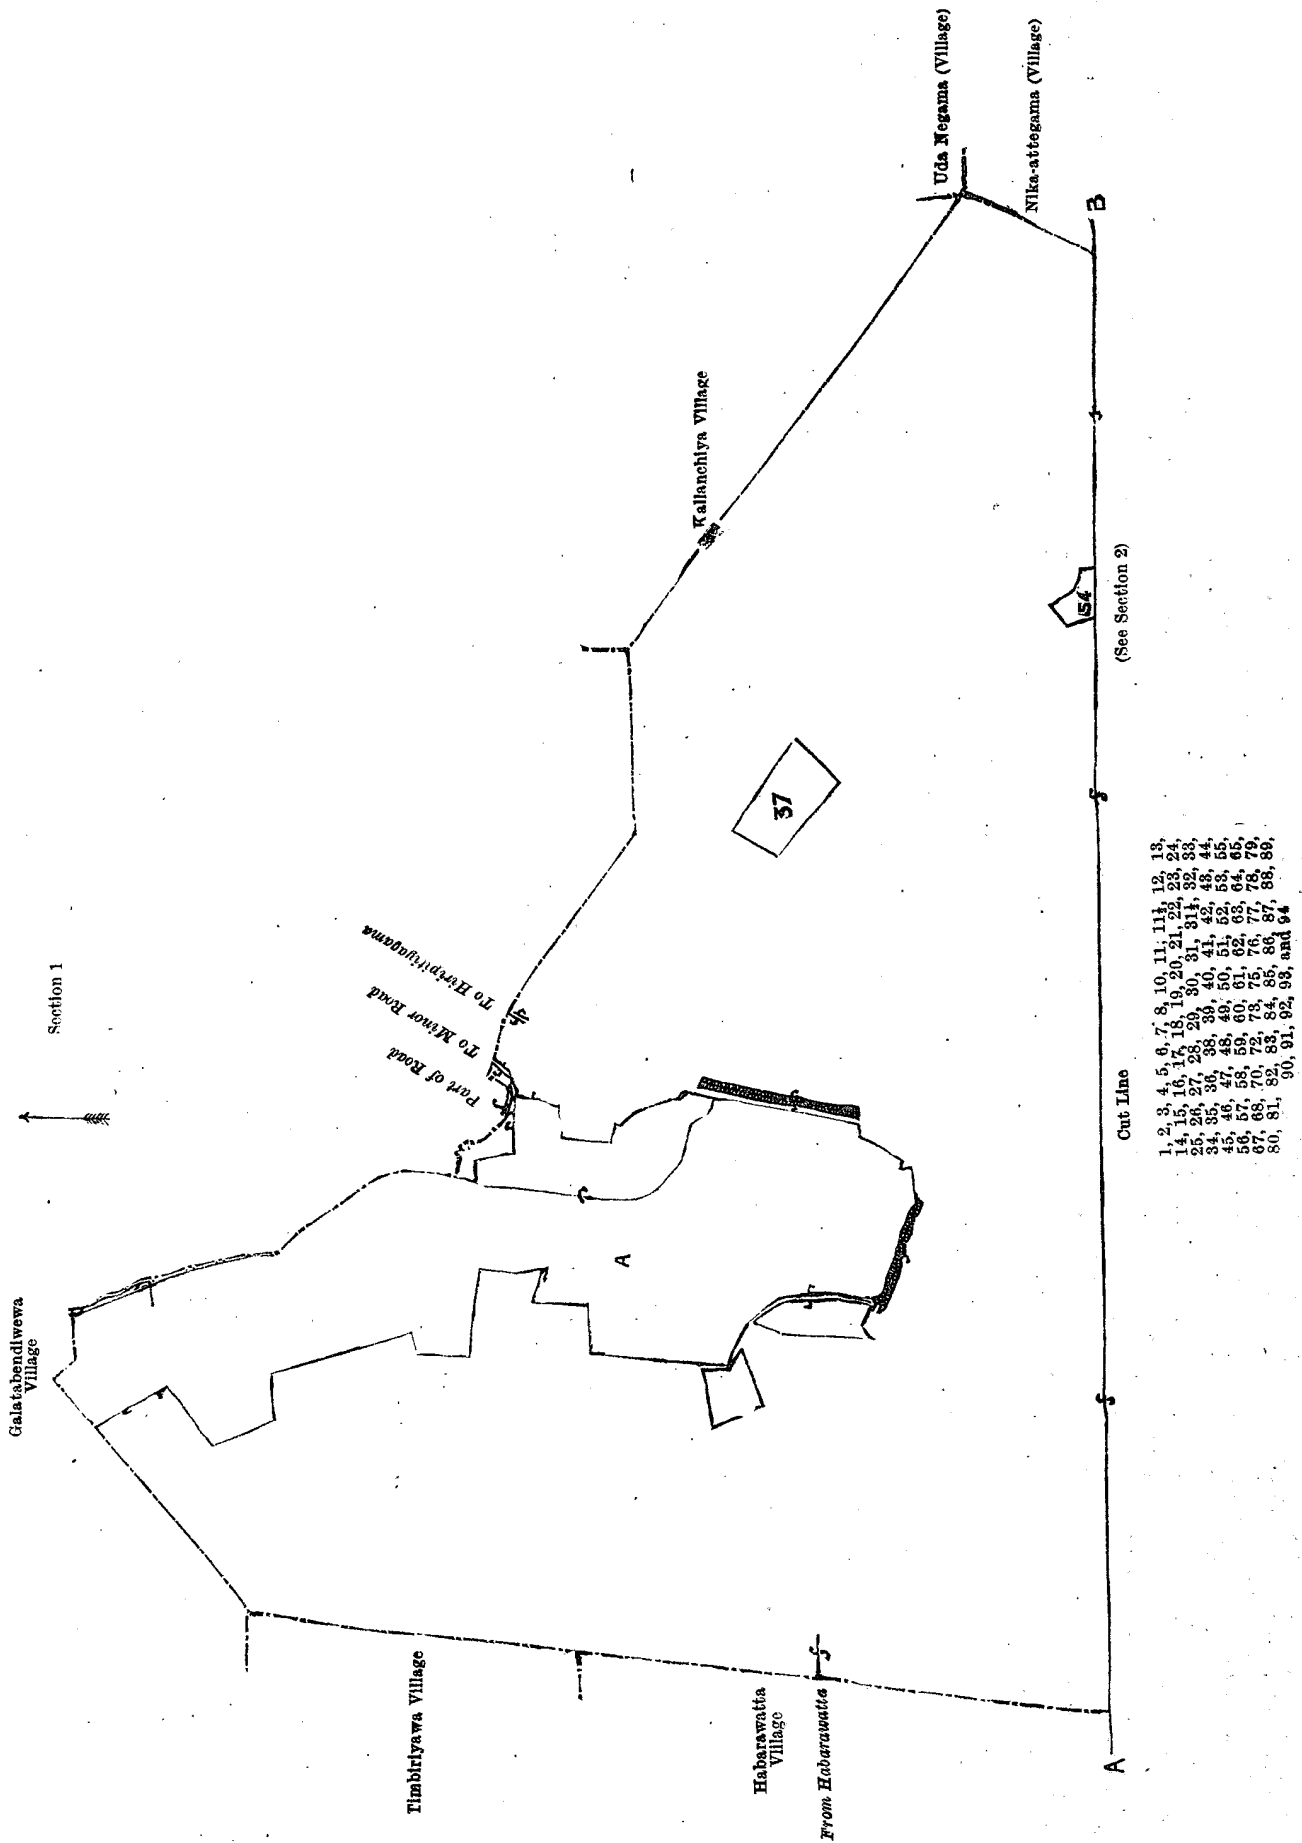 Section 1
Galatabendiwewa
Village
Part of Road
To Minor Road
To Hiripitiyagama
Timbiriyawa Village
Kallanchiya Village
A
37
Habarawatta
Village
From Habarawatta
Uda Negama (Village)
Nika-attegama (Village)
54
A
B
Cut Line
(See Section 2)
1, 2, 3, 4, 5, 6, 7, 8, 10, 11, 11½, 12, 13,
14, 15, 16, 17, 18, 19, 20, 21, 22, 23, 24,
25, 26, 27, 28, 29, 30, 31, 31½, 32, 33,
34, 35, 36, 38, 39, 40, 41, 42, 43, 44,
45, 46, 47, 48, 49, 50, 51, 52, 53, 55,
56, 57, 58, 59, 60, 61, 62, 63, 64, 65,
67, 68, 70, 72, 73, 75, 76, 77, 78, 79,
80, 81, 82, 83, 84, 85, 86, 87, 88, 89,
90, 91, 92, 93, and 94